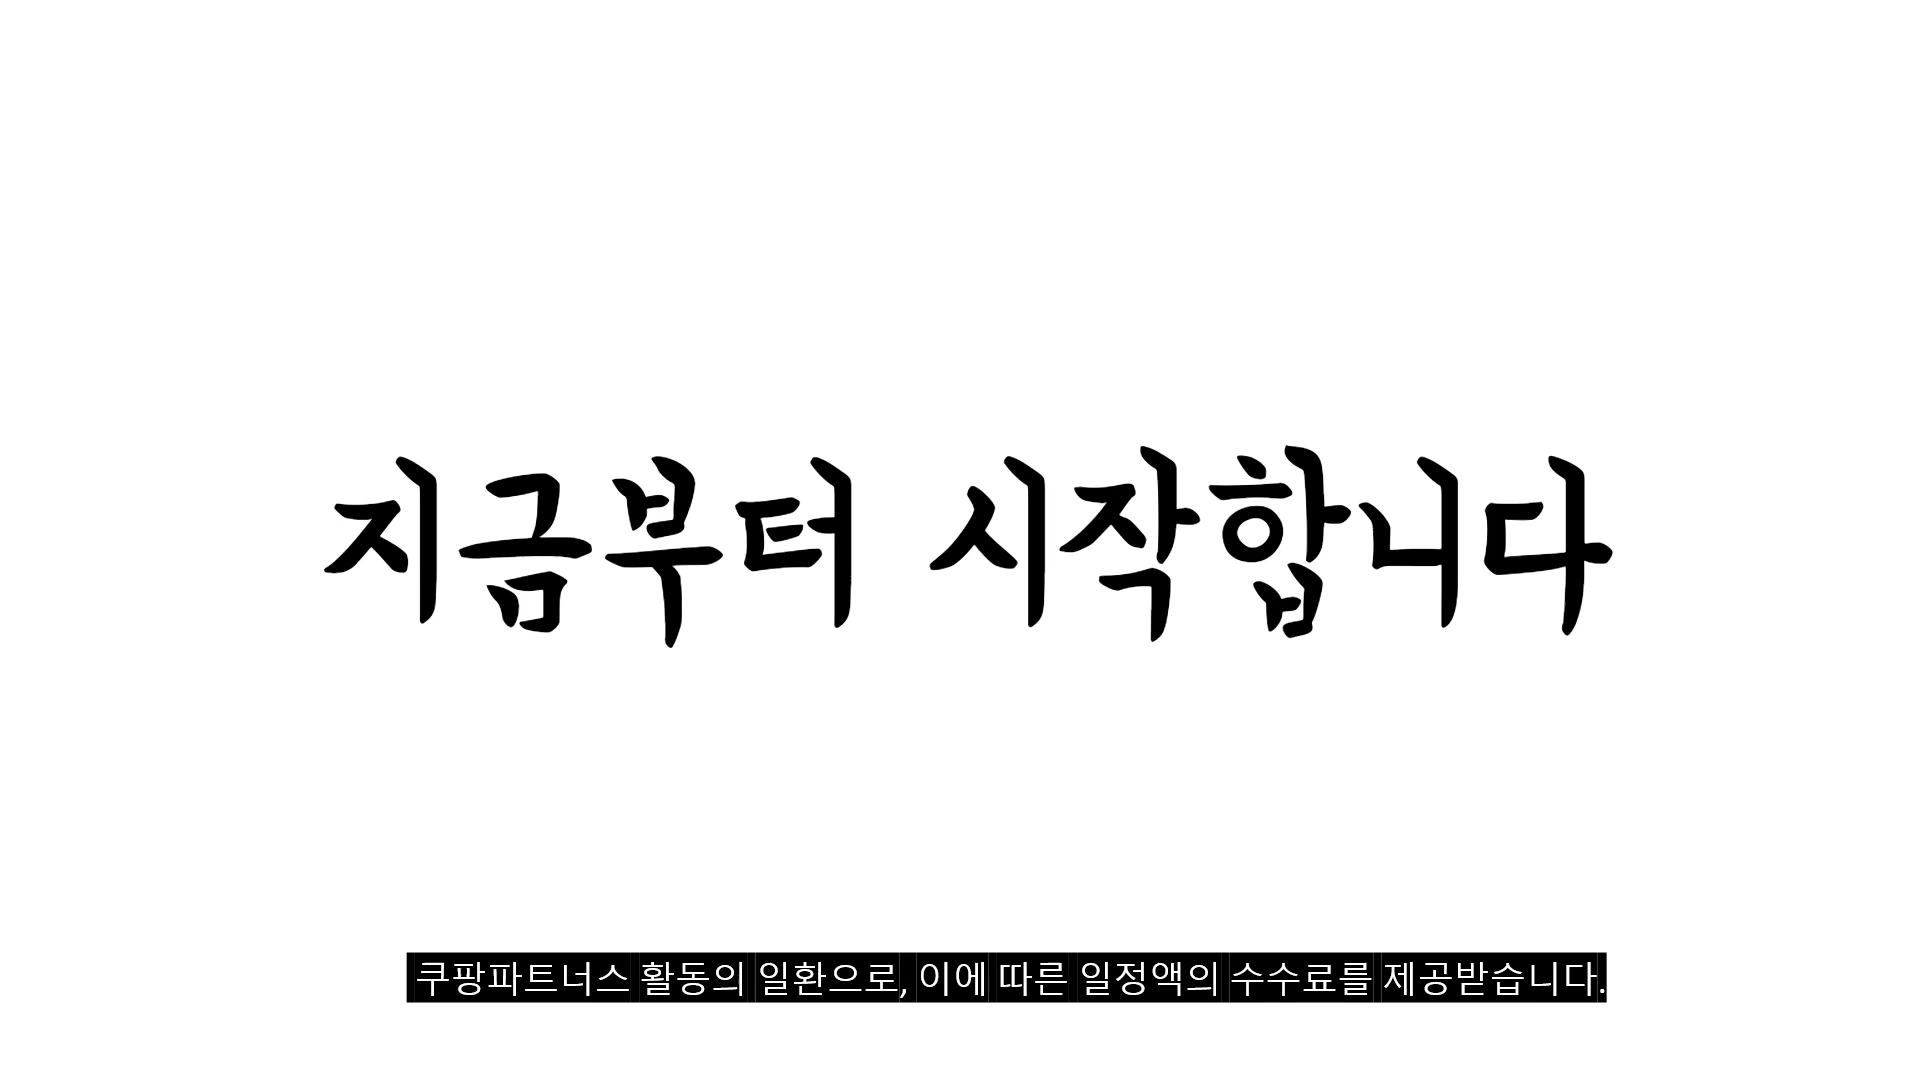 지금부터 시작합니다
쿠팡파트너스 활동의 일환으로, 이에 따른 일정액의 수수료를 제공받습니다.